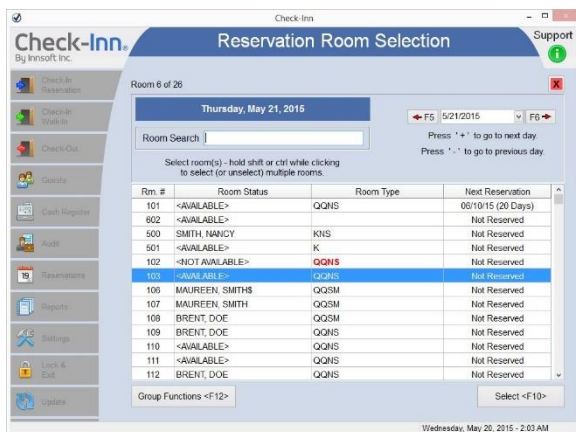 Check-Inn
Check-Inn®
By Innsoft Inc.
Reservation Room Selection
Support
Check-In
Reservation
Check-In
Walk-In
Check-Out
Guests
Cash Register
Audit
Reservations
Reports
Settings
Lock &
Exit
Update
Room 6 of 26
X
Thursday, May 21, 2015
F5 5/21/2015 F6
Room Search
Press '+' to go to next day.
Press '-' to go to previous day.
Select room(s) - hold shift or ctrl while clicking
to select (or unselect) multiple rooms.
Rm. # Room Status Room Type Next Reservation
101 <AVAILABLE> QQNS 06/10/15 (20 Days)
602 <AVAILABLE> Not Reserved
500 SMITH, NANCY KNS Not Reserved
501 <AVAILABLE> K Not Reserved
102 <NOT AVAILABLE> QQNS Not Reserved
103 <AVAILABLE> QQNS Not Reserved
106 MAUREEN, SMITH$ QQSM Not Reserved
107 MAUREEN, SMITH QQSM Not Reserved
108 BRENT, DOE QQSM Not Reserved
109 BRENT, DOE QQNS Not Reserved
110 <AVAILABLE> QQNS Not Reserved
111 <AVAILABLE> QQNS Not Reserved
112 BRENT, DOE QQNS Not Reserved
Group Functions <F12> Select <F10>
Wednesday, May 20, 2015 - 2:03 AM